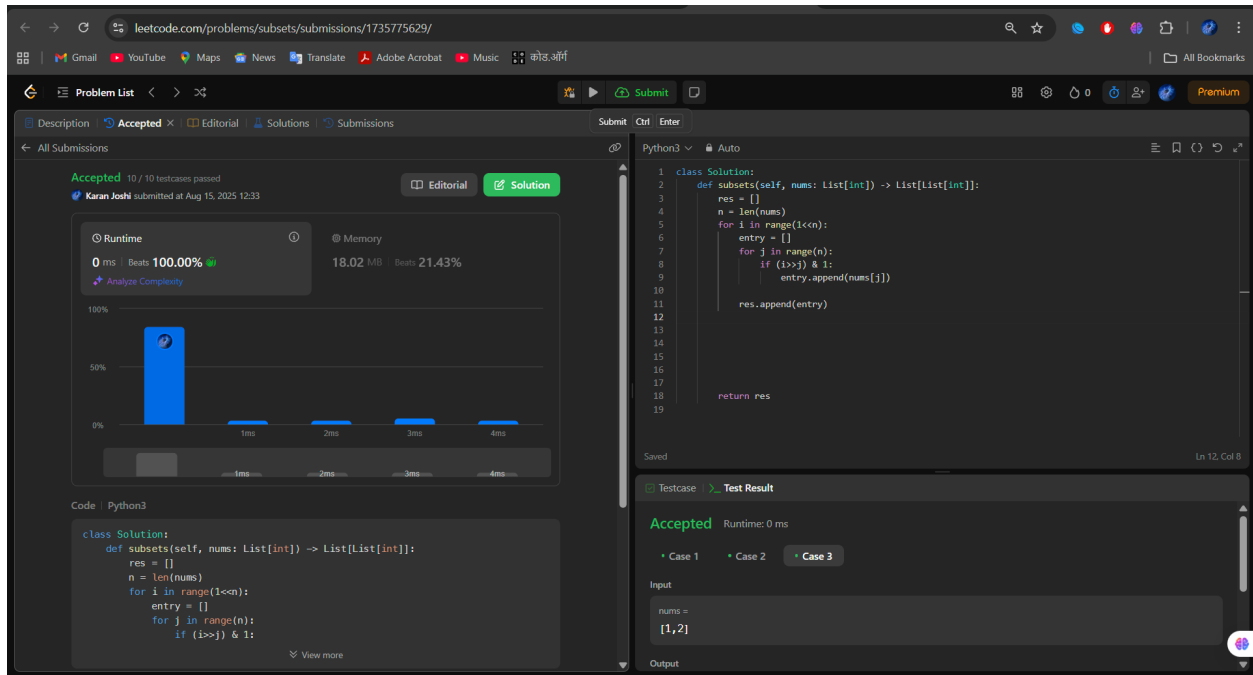 leetcode.com/problems/subsets/submissions/1735775629/
Gmail YouTube Maps News Translate Adobe Acrobat Music कोड.ऑर्ग All Bookmarks
Problem List Submit 0 Premium
Description Accepted Editorial Solutions Submissions
Submit Ctrl Enter
All Submissions
Accepted 10 / 10 testcases passed
Karan Joshi submitted at Aug 15, 2025 12:33
Editorial Solution
Runtime
0 ms Beats 100.00%
Analyze Complexity
Memory
18.02 MB Beats 21.43%
100%
50%
0%
1ms 2ms 3ms 4ms
1ms 2ms 3ms 4ms
Code Python3
class Solution:
def subsets(self, nums: List[int]) -> List[List[int]]:
res = []
n = len(nums)
for i in range(1<<n):
entry = []
for j in range(n):
if (i>>j) & 1:
View more
Python3 Auto
1 class Solution:
2 def subsets(self, nums: List[int]) -> List[List[int]]:
3 res = []
4 n = len(nums)
5 for i in range(1<<n):
6 entry = []
7 for j in range(n):
8 if (i>>j) & 1:
9 entry.append(nums[j])
10
11 res.append(entry)
12
13
14
15
16
17
18 return res
19
Saved Ln 12, Col 8
Testcase >_ Test Result
Accepted Runtime: 0 ms
Case 1 Case 2 Case 3
Input
nums =
[1,2]
Output